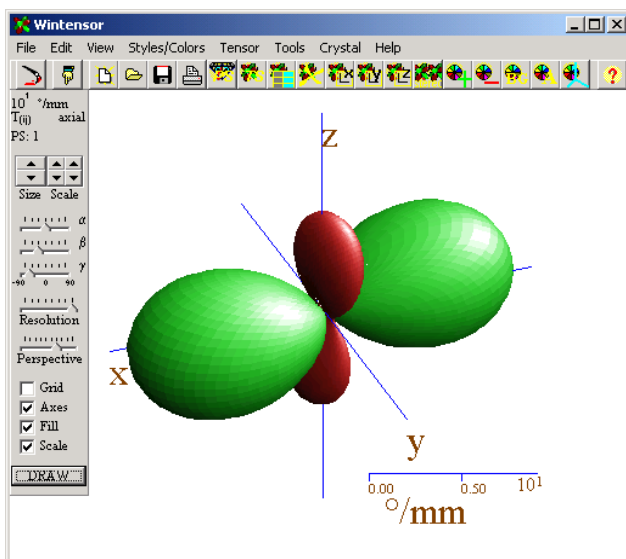 Wintensor
File Edit View Styles/Colors Tensor Tools Crystal Help
10¹ °/mm
T(ij) axial
PS: 1
Size Scale
α
β
γ
-90 0 90
Resolution
Perspective
Grid
Axes
Fill
Scale
DRAW
z
x
y
0.00 0.50 10¹
°/mm